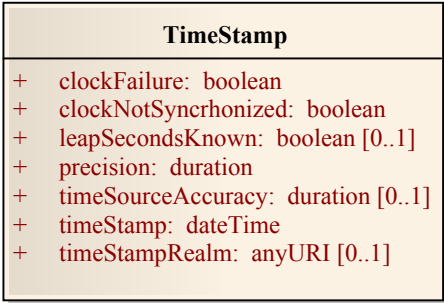 TimeStamp
+ clockFailure: boolean
+ clockNotSyncrhonized: boolean
+ leapSecondsKnown: boolean [0..1]
+ precision: duration
+ timeSourceAccuracy: duration [0..1]
+ timeStamp: dateTime
+ timeStampRealm: anyURI [0..1]